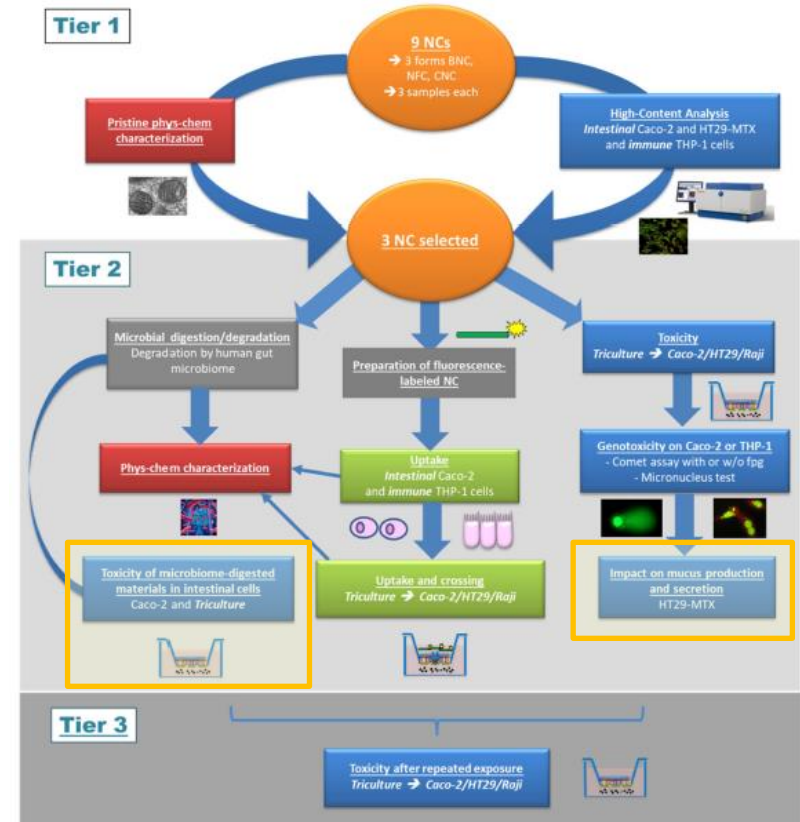 Tier 1
9 NCs
→ 3 forms BNC,
NFC, CNC
→3 samples each
Pristine phys-chem
characterization
High-Content Analysis
Intestinal Caco-2 and HT29-MTX
and immune THP-1 cells
3 NC selected
Tier 2
Microbial digestion/degradation
Degradation by human gut
microbiome
Preparation of fluorescence-
labeled NC
Toxicity
Triculture → Caco-2/HT29/Raji
Phys-chem characterization
Uptake
Intestinal Caco-2
and immune THP-1 cells
Genotoxicity on Caco-2 or THP-1
- Comet assay with or w/o fpg
- Micronucleus test
Toxicity of microbiome-digested
materials in intestinal cells
Caco-2 and Triculture
Uptake and crossing
Triculture → Caco-2/HT29/Raji
Impact on mucus production
and secretion
HT29-MTX
Tier 3
Toxicity after repeated exposure
Triculture → Caco-2/HT29/Raji